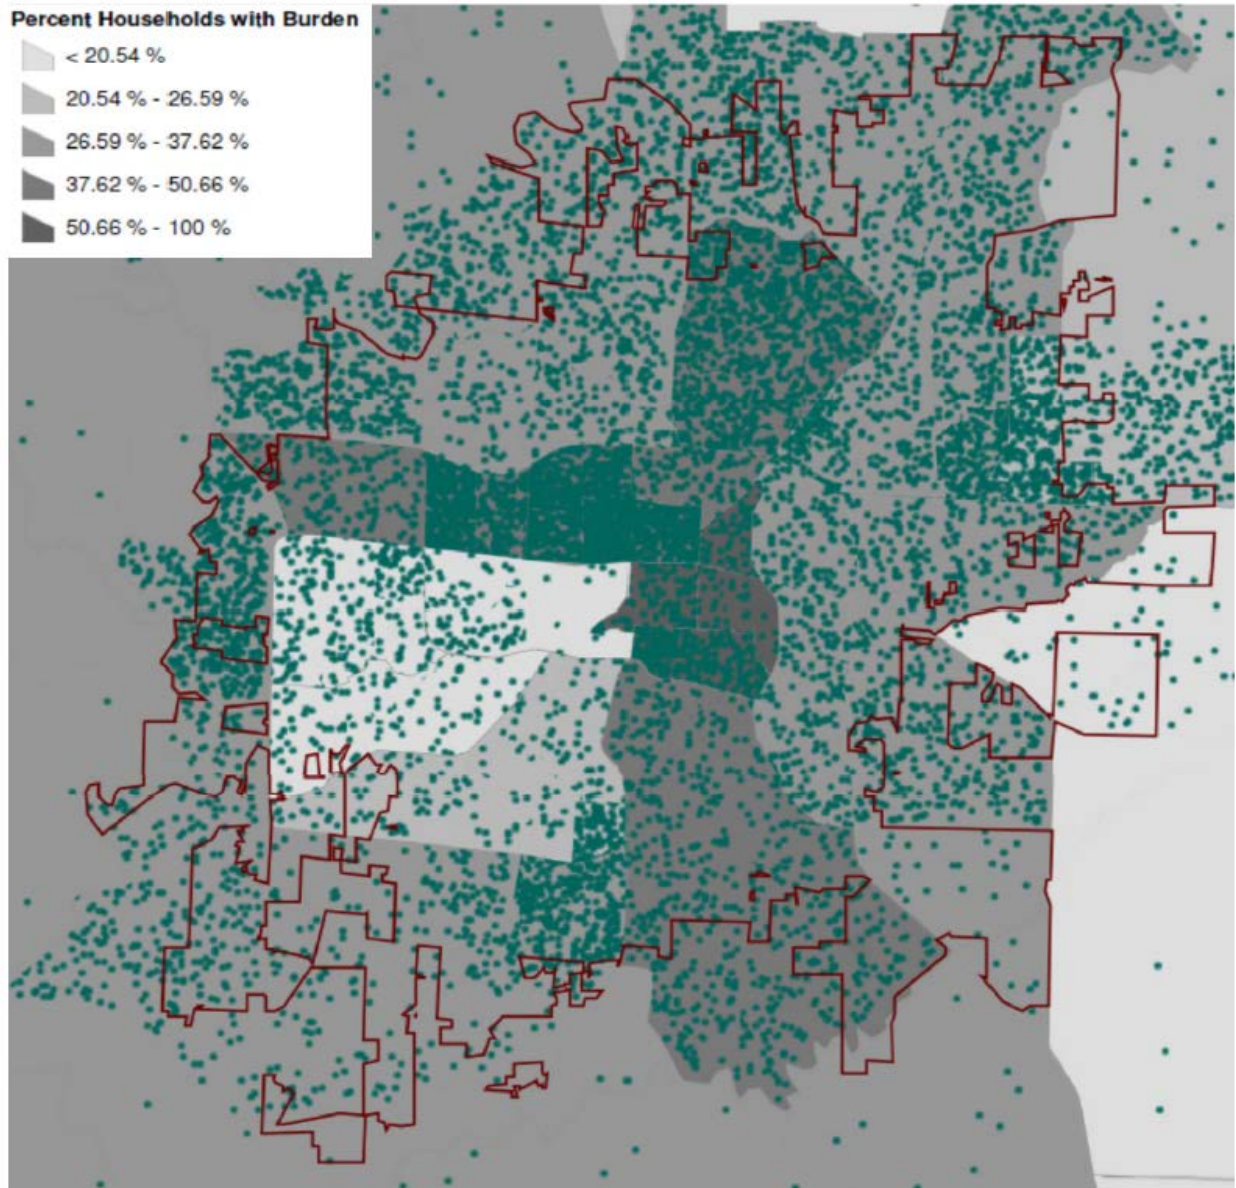 Percent Households with Burden
< 20.54 %
20.54 % - 26.59 %
26.59 % - 37.62 %
37.62 % - 50.66 %
50.66 % - 100 %